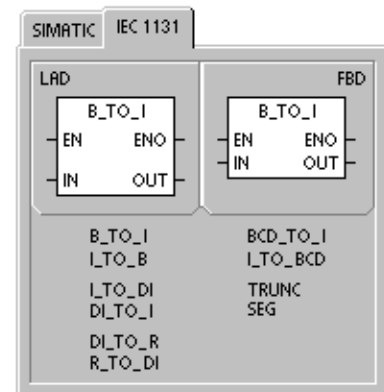 SIMATIC IEC 1131
LAD
B_TO_I
EN ENO
IN OUT
FBD
B_TO_I
EN ENO
IN OUT
B_TO_I
I_TO_B
I_TO_DI
DI_TO_I
DI_TO_R
R_TO_DI
BCD_TO_I
I_TO_BCD
TRUNC
SEG